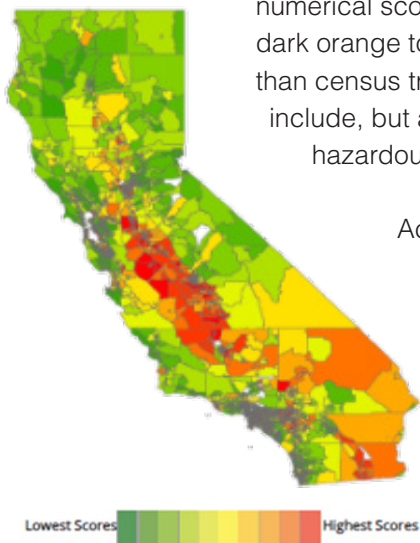 numerical sco
dark orange to
than census tr
include, but a
hazardou
Ac
Lowest Scores Highest Scores